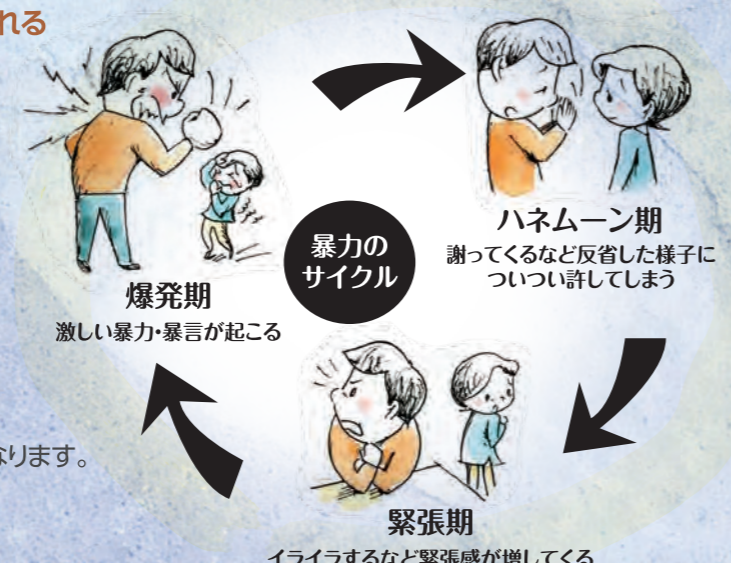 れる
暴力の
サイクル
ハネムーン期
謝ってくるなど反省した様子に
ついつい許してしまう
爆発期
激しい暴力・暴言が起こる
なります。
緊張期
イライラするなど緊張感が増してくる